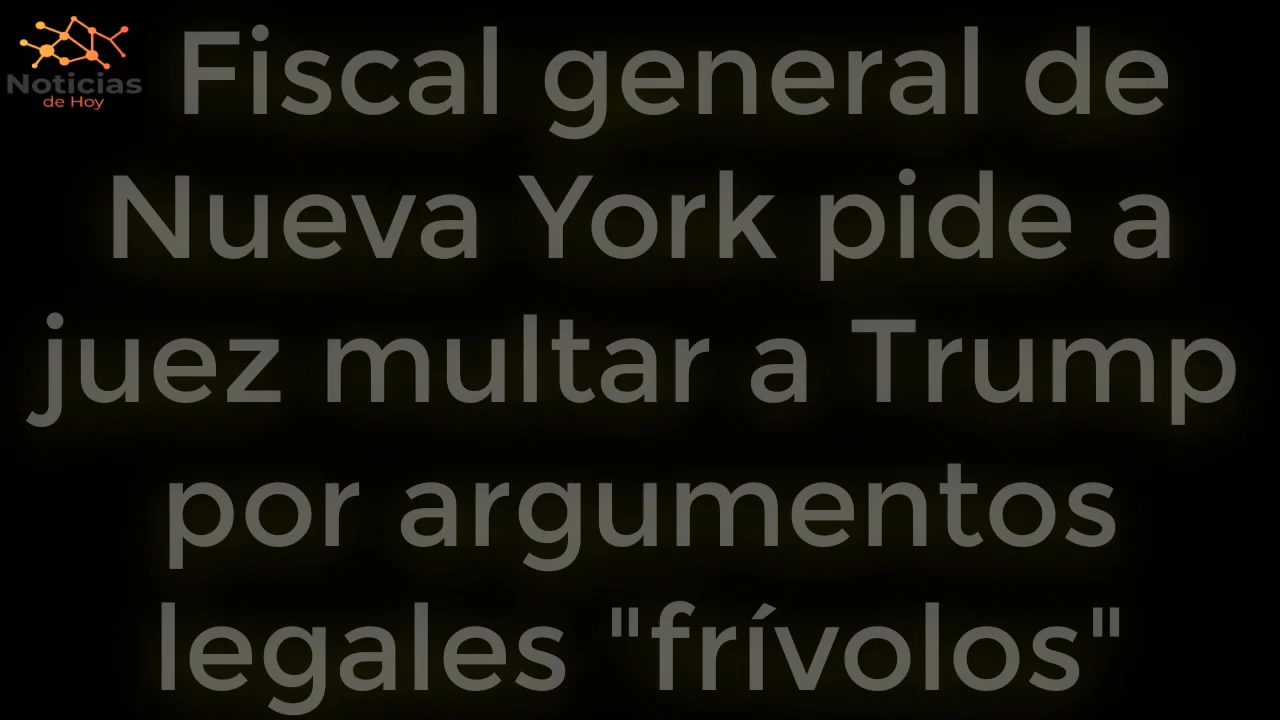 Noticias
de Hoy
Fiscal general de
Nueva York pide a
juez multar a Trump
por argumentos
legales "frívolos"